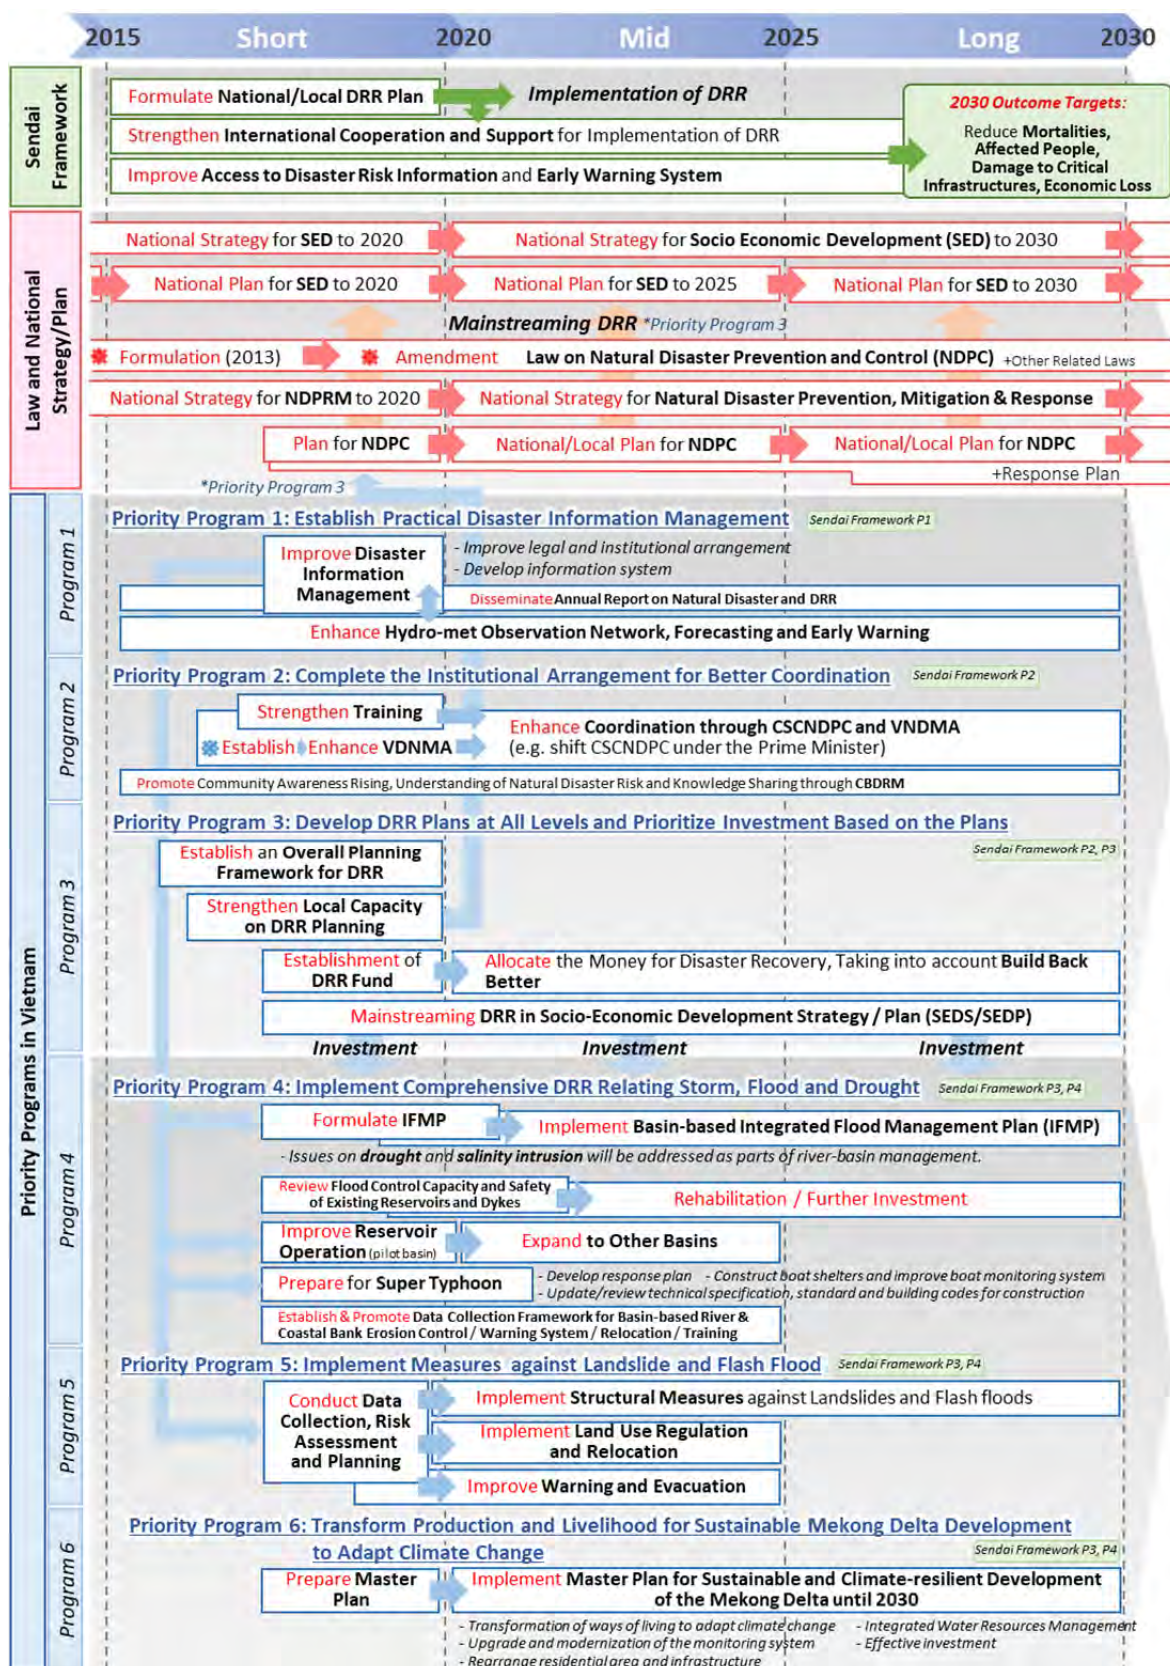 2015 Short 2020 Mid 2025 Long 2030
Sendai
Framework
Formulate National/Local DRR Plan
Implementation of DRR
Strengthen International Cooperation and Support for Implementation of DRR
Improve Access to Disaster Risk Information and Early Warning System
2030 Outcome Targets:
Reduce Mortalities,
Affected People,
Damage to Critical
Infrastructures, Economic Loss
Law and National
Strategy/Plan
National Strategy for SED to 2020
National Strategy for Socio Economic Development (SED) to 2030
National Plan for SED to 2020
National Plan for SED to 2025
National Plan for SED to 2030
Mainstreaming DRR *Priority Program 3
Formulation (2013)
Amendment
Law on Natural Disaster Prevention and Control (NDPC) +Other Related Laws
National Strategy for NDPRM to 2020
National Strategy for Natural Disaster Prevention, Mitigation & Response
Plan for NDPC
National/Local Plan for NDPC
National/Local Plan for NDPC
+Response Plan
*Priority Program 3
Priority Programs in Vietnam
Program 1
Priority Program 1: Establish Practical Disaster Information Management
Sendai Framework P1
Improve Disaster
Information
Management
- Improve legal and institutional arrangement
- Develop information system
Disseminate Annual Report on Natural Disaster and DRR
Enhance Hydro-met Observation Network, Forecasting and Early Warning
Program 2
Priority Program 2: Complete the Institutional Arrangement for Better Coordination
Sendai Framework P2
Strengthen Training
Establish Enhance VDNMA
Enhance Coordination through CSCNDPC and VNDMA
(e.g. shift CSCNDPC under the Prime Minister)
Promote Community Awareness Rising, Understanding of Natural Disaster Risk and Knowledge Sharing through CBDRM
Program 3
Priority Program 3: Develop DRR Plans at All Levels and Prioritize Investment Based on the Plans
Sendai Framework P2, P3
Establish an Overall Planning
Framework for DRR
Strengthen Local Capacity
on DRR Planning
Establishment of
DRR Fund
Allocate the Money for Disaster Recovery, Taking into account Build Back
Better
Mainstreaming DRR in Socio-Economic Development Strategy / Plan (SEDS/SEDP)
Investment Investment Investment
Program 4
Priority Program 4: Implement Comprehensive DRR Relating Storm, Flood and Drought
Sendai Framework P3, P4
Formulate IFMP
Implement Basin-based Integrated Flood Management Plan (IFMP)
- Issues on drought and salinity intrusion will be addressed as parts of river-basin management.
Review Flood Control Capacity and Safety
of Existing Reservoirs and Dykes
Rehabilitation / Further Investment
Improve Reservoir
Operation (pilot basin)
Expand to Other Basins
Prepare for Super Typhoon
- Develop response plan - Construct boat shelters and improve boat monitoring system
- Update/review technical specification, standard and building codes for construction
Establish & Promote Data Collection Framework for Basin-based River &
Coastal Bank Erosion Control / Warning System / Relocation / Training
Program 5
Priority Program 5: Implement Measures against Landslide and Flash Flood
Sendai Framework P3, P4
Conduct Data
Collection, Risk
Assessment
and Planning
Implement Structural Measures against Landslides and Flash floods
Implement Land Use Regulation
and Relocation
Improve Warning and Evacuation
Program 6
Priority Program 6: Transform Production and Livelihood for Sustainable Mekong Delta Development
to Adapt Climate Change
Sendai Framework P3, P4
Prepare Master
Plan
Implement Master Plan for Sustainable and Climate-resilient Development
of the Mekong Delta until 2030
- Transformation of ways of living to adapt climate change - Integrated Water Resources Management
- Upgrade and modernization of the monitoring system - Effective investment
- Rearrange residential area and infrastructure